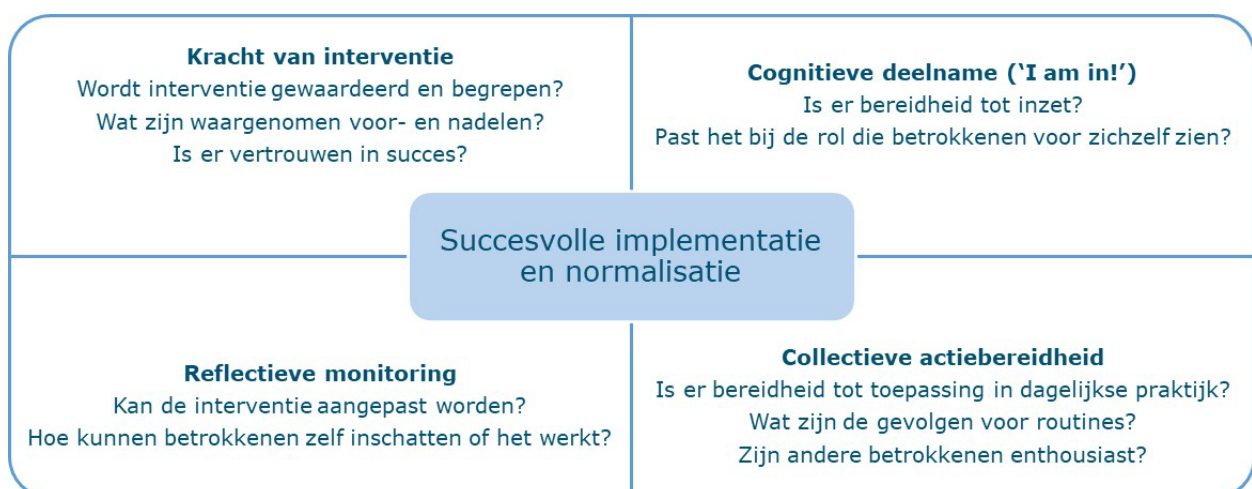 Kracht van interventie
Wordt interventie gewaardeerd en begrepen?
Wat zijn waargenomen voor- en nadelen?
Is er vertrouwen in succes?
Cognitieve deelname (‘I am in!’)
Is er bereidheid tot inzet?
Past het bij de rol die betrokkenen voor zichzelf zien?
Succesvolle implementatie
en normalisatie
Reflectieve monitoring
Kan de interventie aangepast worden?
Hoe kunnen betrokkenen zelf inschatten of het werkt?
Collectieve actiebereidheid
Is er bereidheid tot toepassing in dagelijkse praktijk?
Wat zijn de gevolgen voor routines?
Zijn andere betrokkenen enthousiast?